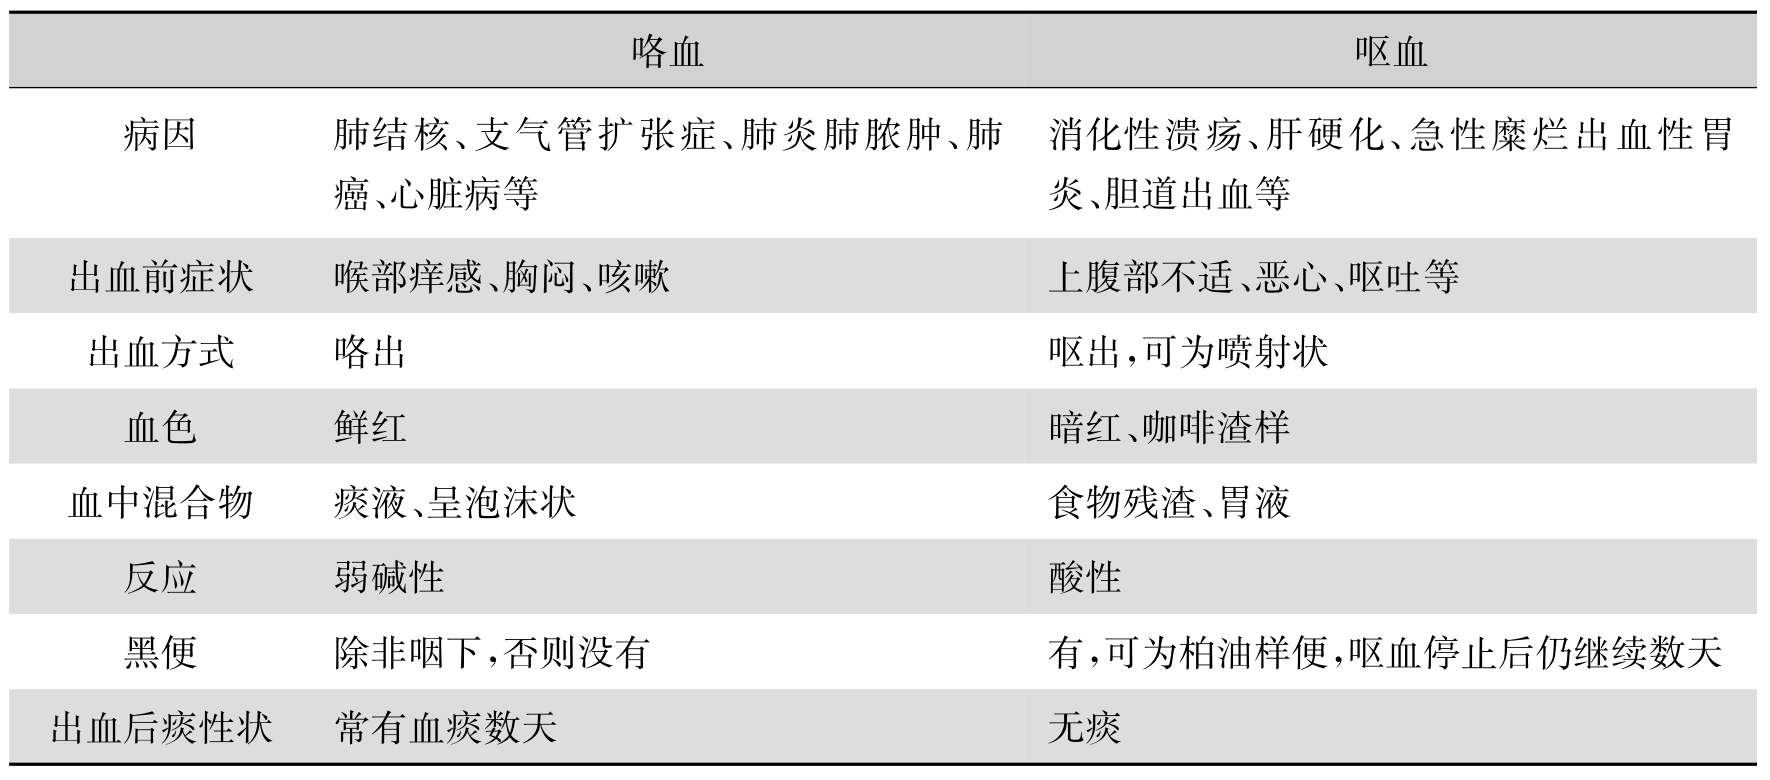 咯血 呕血
病因 肺结核、支气管扩张症、肺炎肺脓肿、肺 消化性溃疡、肝硬化、急性糜烂出血性胃
癌、心脏病等 炎、胆道出血等
出血前症状 喉部痒感、胸闷、咳嗽 上腹部不适、恶心、呕吐等
出血方式 咯出 呕出,可为喷射状
血色 鲜红 暗红、咖啡渣样
血中混合物 痰液、呈泡沫状 食物残渣、胃液
反应 弱碱性 酸性
黑便 除非咽下,否则没有 有,可为柏油样便,呕血停止后仍继续数天
出血后痰性状 常有血痰数天 无痰